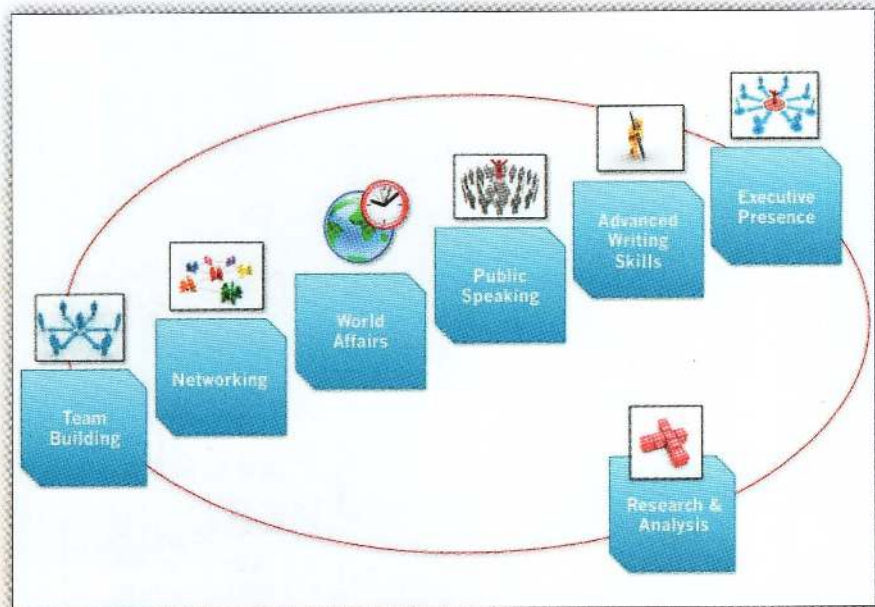 Team
Building
Networking
World
Affairs
Public
Speaking
Advanced
Writing
Skills
Executive
Presence
Research &
Analysis